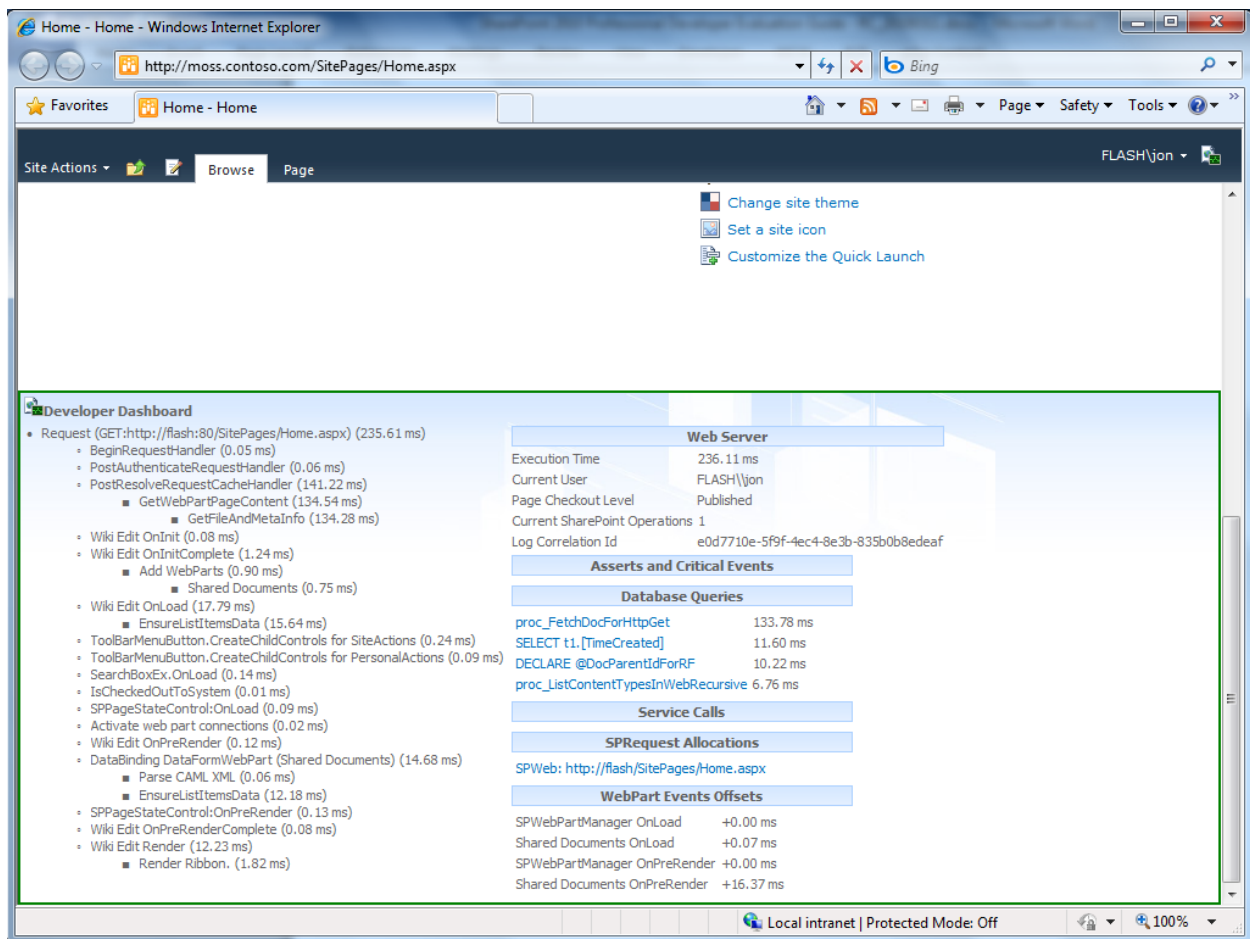 Home - Home - Windows Internet Explorer
http://moss.contoso.com/SitePages/Home.aspx
Bing
Favorites
Home - Home
Page
Safety
Tools
Site Actions
Browse
Page
FLASH\jon
Change site theme
Set a site icon
Customize the Quick Launch
Developer Dashboard
Request (GET:http://flash:80/SitePages/Home.aspx) (235.61 ms)
BeginRequestHandler (0.05 ms)
PostAuthenticateRequestHandler (0.06 ms)
PostResolveRequestCacheHandler (141.22 ms)
GetWebPartPageContent (134.54 ms)
GetFileAndMetaInfo (134.28 ms)
Wiki Edit OnInit (0.08 ms)
Wiki Edit OnInitComplete (1.24 ms)
Add WebParts (0.90 ms)
Shared Documents (0.75 ms)
Wiki Edit OnLoad (17.79 ms)
EnsureListItemsData (15.64 ms)
ToolBarMenuButton.CreateChildControls for SiteActions (0.24 ms)
ToolBarMenuButton.CreateChildControls for PersonalActions (0.09 ms)
SearchBoxEx.OnLoad (0.14 ms)
IsCheckedOutToSystem (0.01 ms)
SPPageStateControl:OnLoad (0.09 ms)
Activate web part connections (0.02 ms)
Wiki Edit OnPreRender (0.12 ms)
DataBinding DataFormWebPart (Shared Documents) (14.68 ms)
Parse CAML XML (0.06 ms)
EnsureListItemsData (12.18 ms)
SPPageStateControl:OnPreRender (0.13 ms)
Wiki Edit OnPreRenderComplete (0.08 ms)
Wiki Edit Render (12.23 ms)
Render Ribbon. (1.82 ms)
Web Server
Execution Time 236.11 ms
Current User FLASH\\jon
Page Checkout Level Published
Current SharePoint Operations 1
Log Correlation Id e0d7710e-5f9f-4ec4-8e3b-835b0b8edeaf
Asserts and Critical Events
Database Queries
proc_FetchDocForHttpGet 133.78 ms
SELECT t1.[TimeCreated] 11.60 ms
DECLARE @DocParentIdForRF 10.22 ms
proc_ListContentTypesInWebRecursive 6.76 ms
Service Calls
SPRequest Allocations
SPWeb: http://flash/SitePages/Home.aspx
WebPart Events Offsets
SPWebPartManager OnLoad +0.00 ms
Shared Documents OnLoad +0.07 ms
SPWebPartManager OnPreRender +0.00 ms
Shared Documents OnPreRender +16.37 ms
Local intranet | Protected Mode: Off
100%